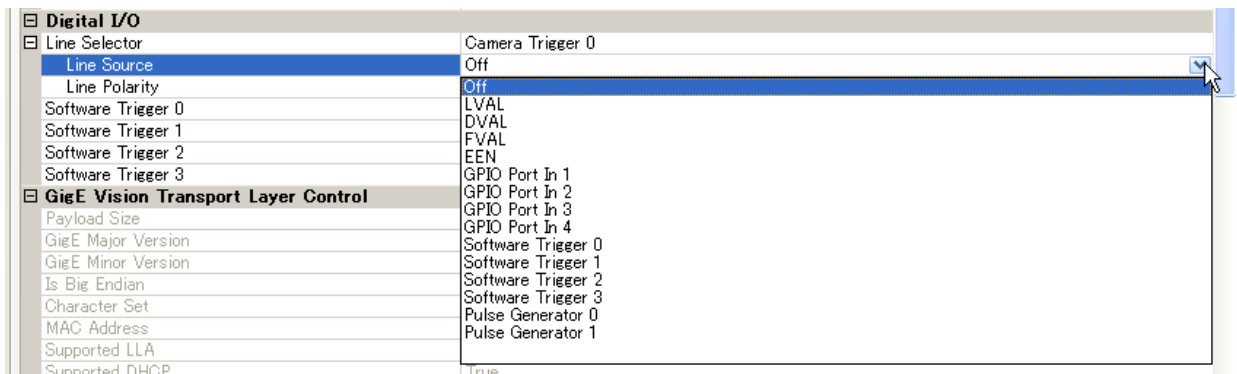 Digital I/O
Line Selector Camera Trigger 0
Line Source Off
Line Polarity Off
Software Trigger 0 LVAL
Software Trigger 1 DVAL
Software Trigger 2 FVAL
Software Trigger 3 EEN
GigE Vision Transport Layer Control GPIO Port In 1
Payload Size GPIO Port In 2
GigE Major Version GPIO Port In 3
GigE Minor Version GPIO Port In 4
Is Big Endian Software Trigger 0
Character Set Software Trigger 1
MAC Address Software Trigger 2
Supported LLA Software Trigger 3
Pulse Generator 0
Pulse Generator 1
Supported DHCP True